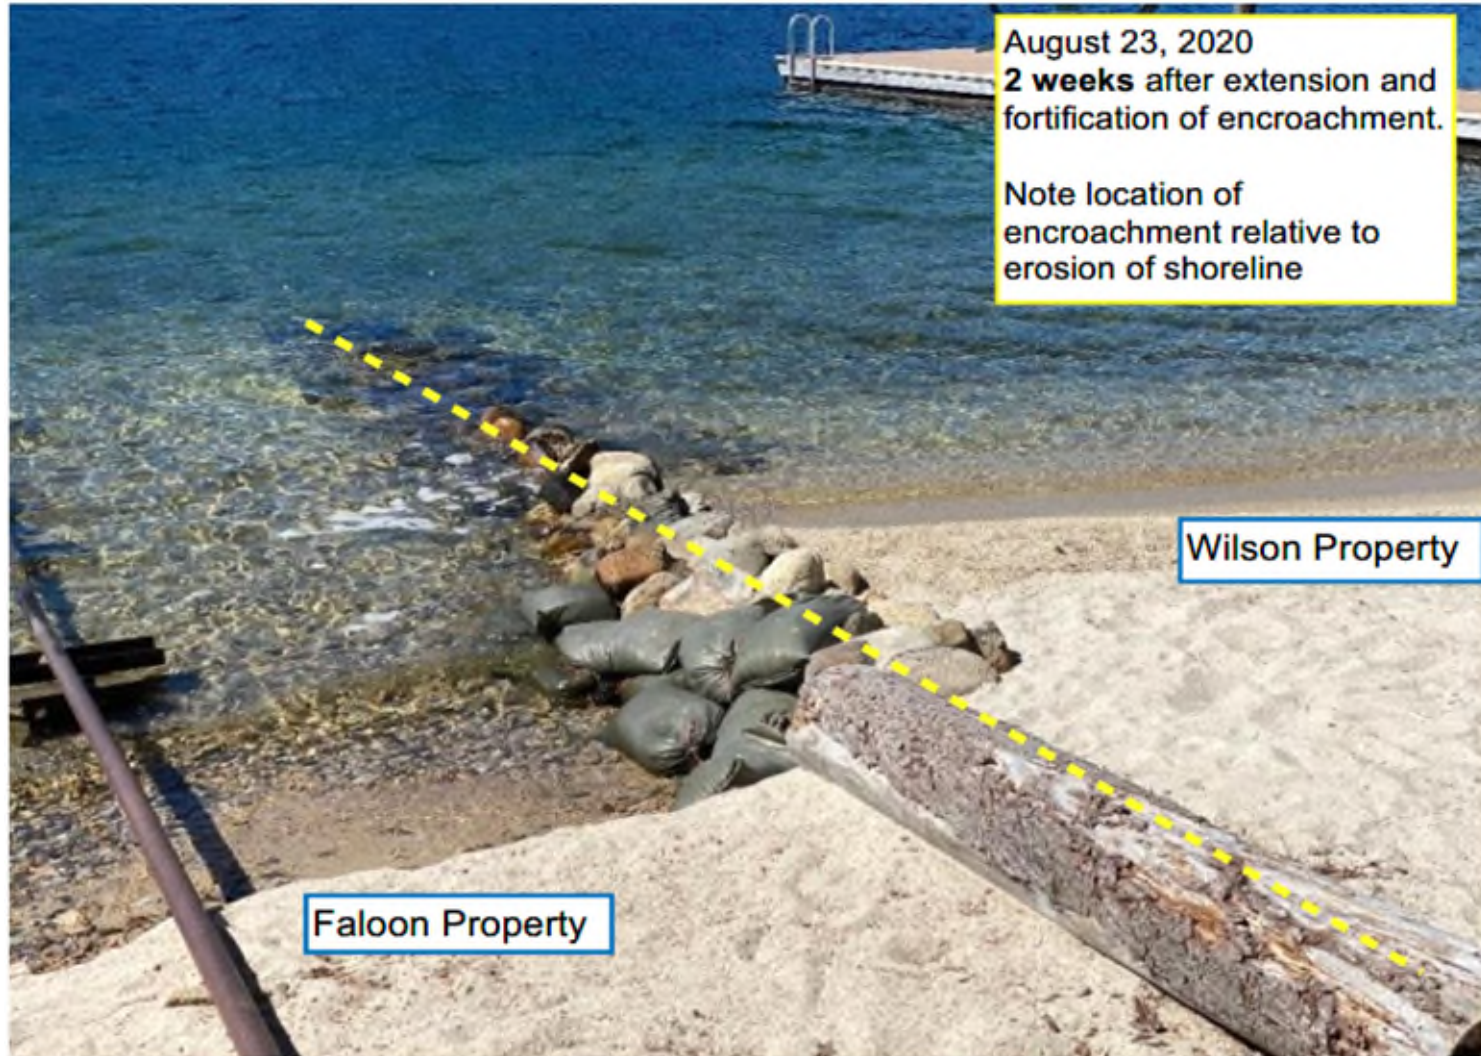 August 23, 2020
2 weeks after extension and
fortification of encroachment.
Note location of
encroachment relative to
erosion of shoreline
Wilson Property
Faloon Property